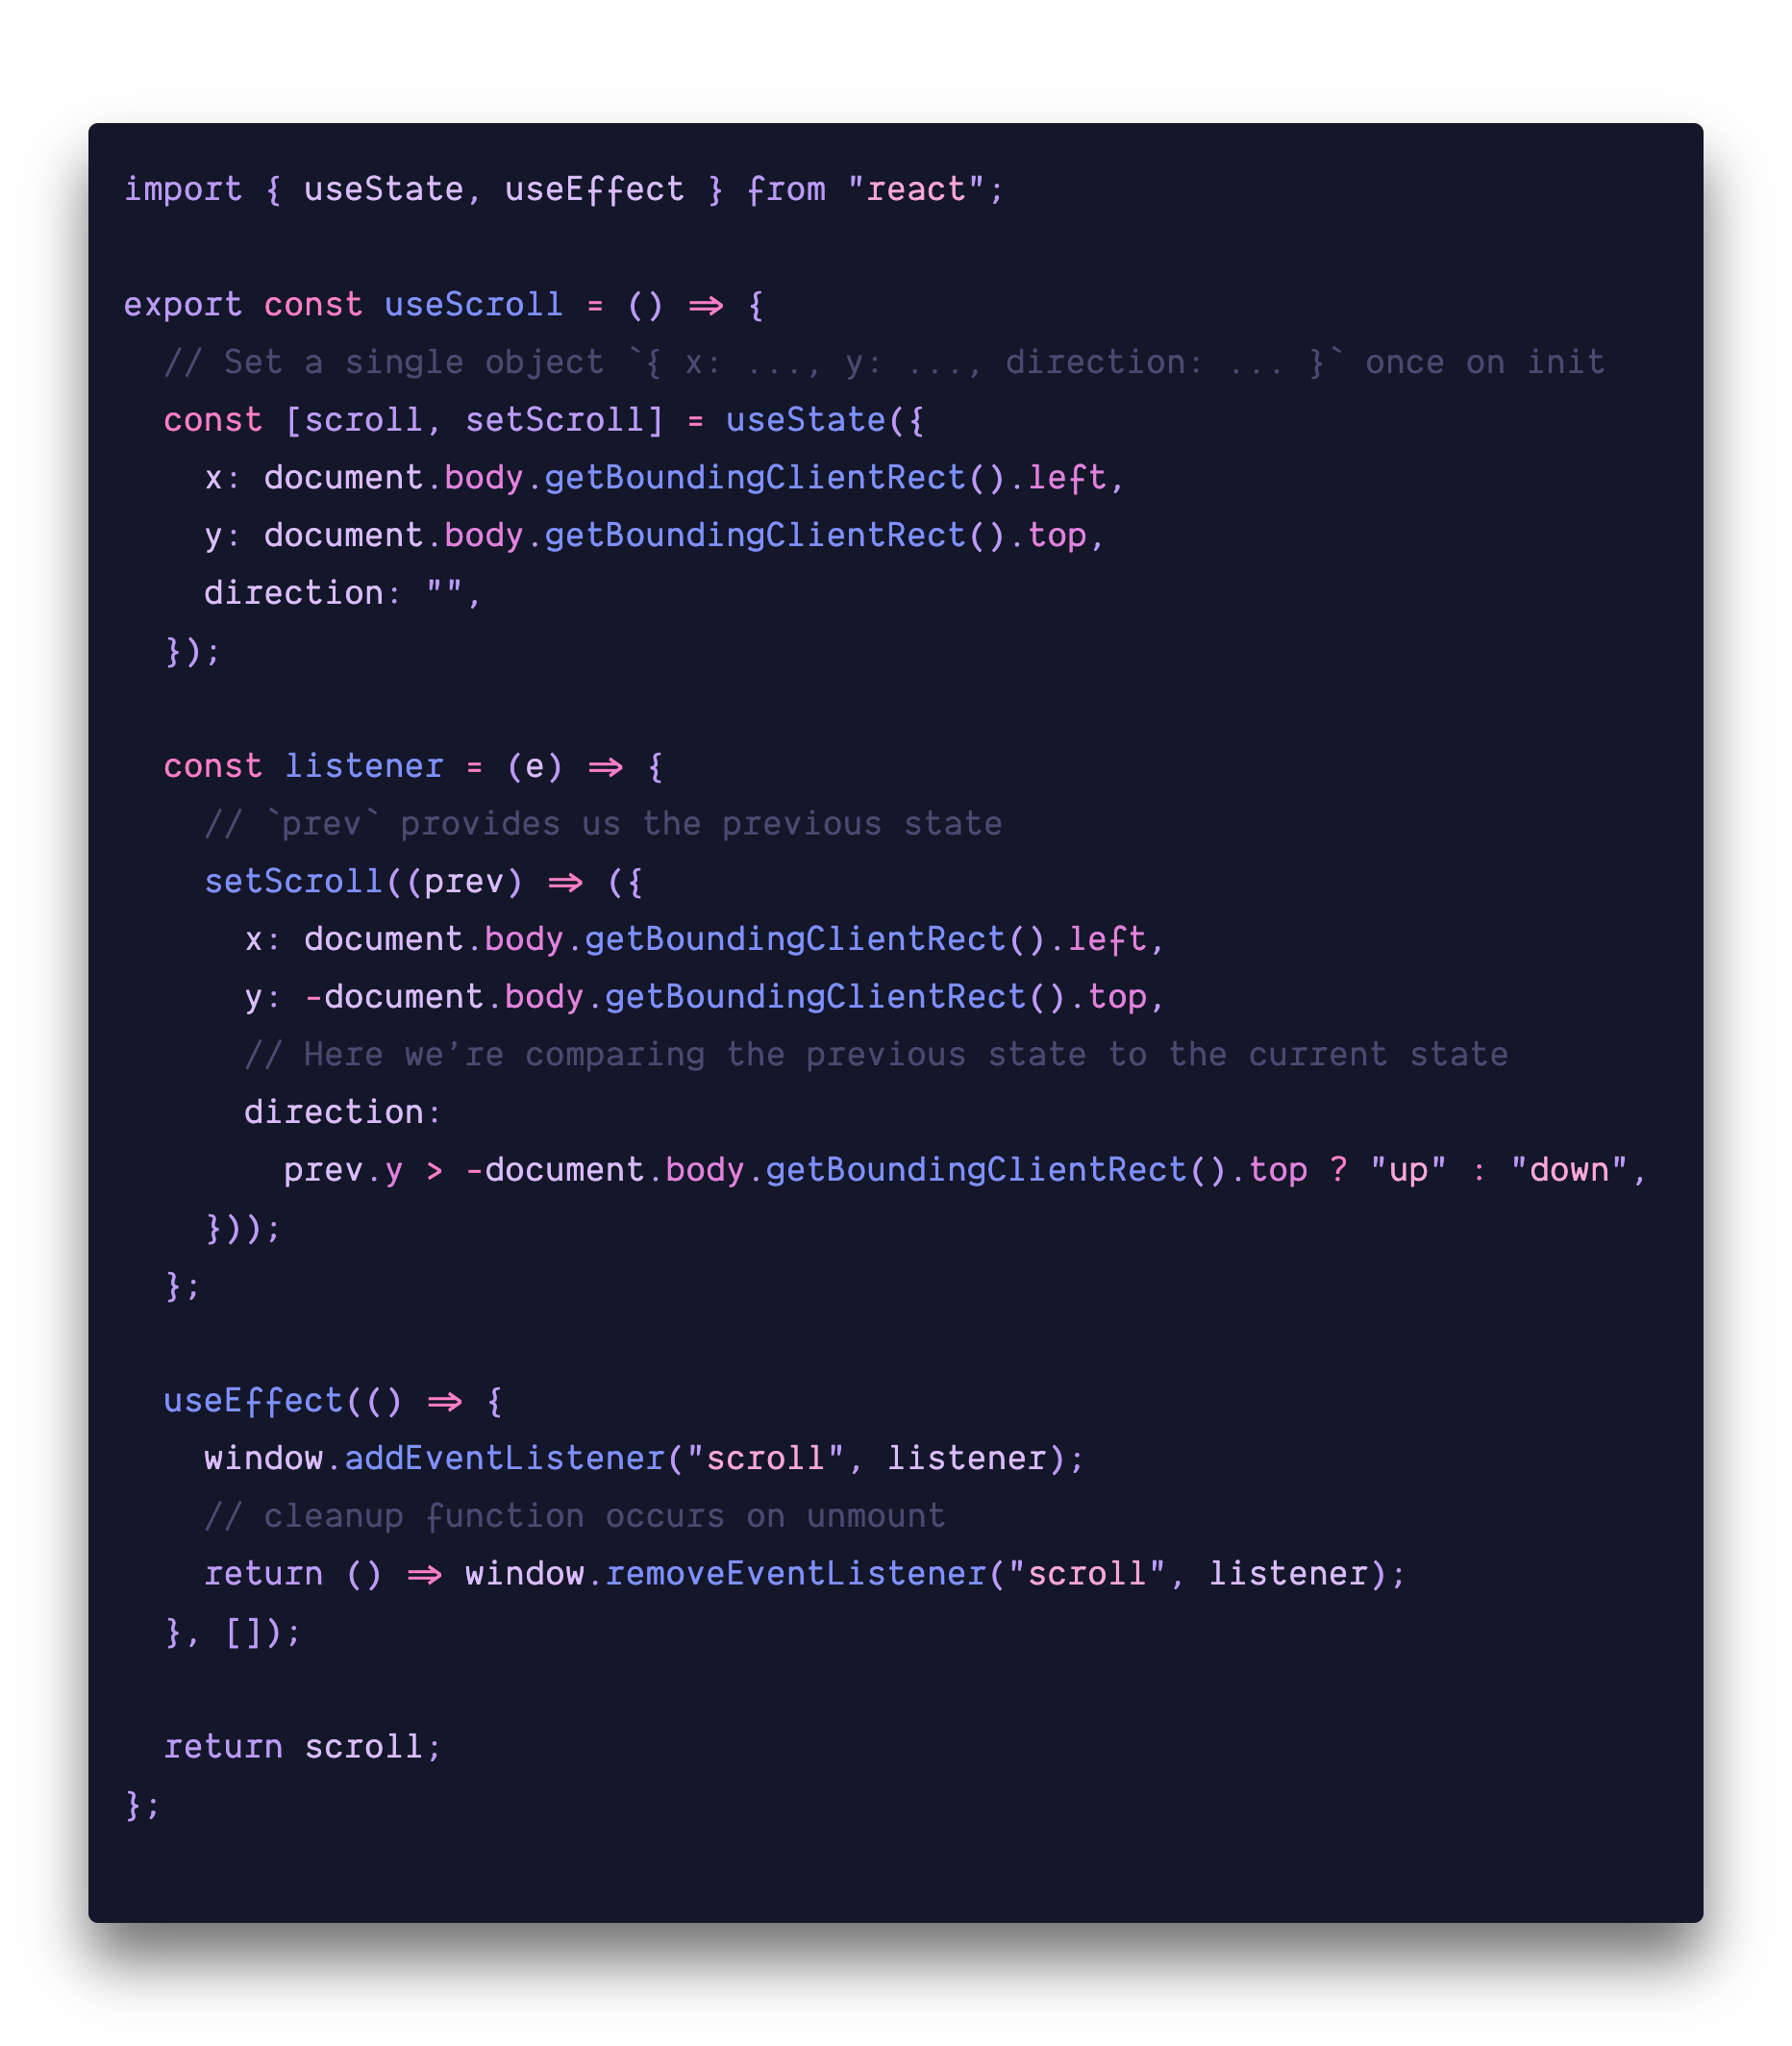 import { useState, useEffect } from "react";
export const useScroll = () => {
// Set a single object `{ x: ..., y: ..., direction: ... }` once on init
const [scroll, setScroll] = useState({
x: document.body.getBoundingClientRect().left,
y: document.body.getBoundingClientRect().top,
direction: "",
});
const listener = (e) => {
// `prev` provides us the previous state
setScroll((prev) => ({
x: document.body.getBoundingClientRect().left,
y: -document.body.getBoundingClientRect().top,
// Here we’re comparing the previous state to the current state
direction:
prev.y > -document.body.getBoundingClientRect().top ? "up" : "down",
}));
};
useEffect(() => {
window.addEventListener("scroll", listener);
// cleanup function occurs on unmount
return () => window.removeEventListener("scroll", listener);
}, []);
return scroll;
};